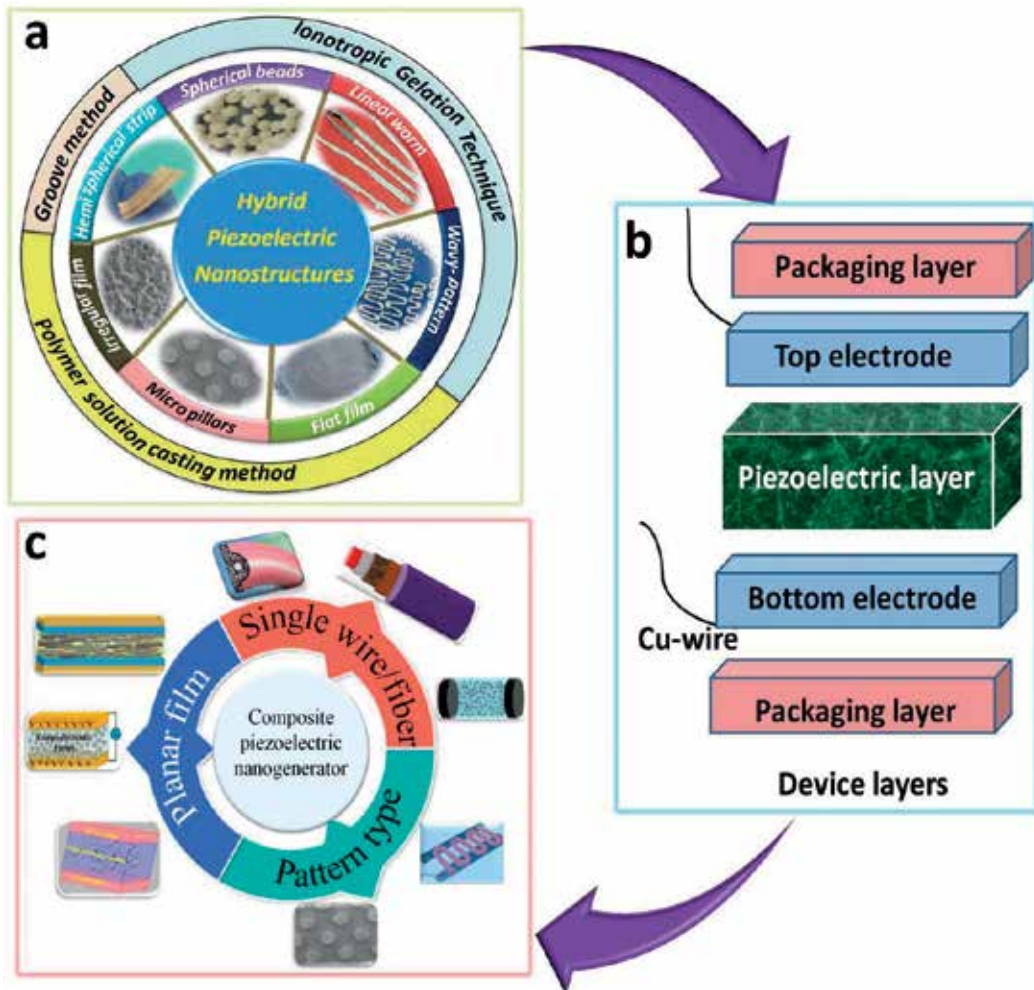 a
Ionotropic Gelation Technique
Groove method
Polymer solution casting method
Spherical beads
Linear worm
Wavy- pattern
Flat film
Micro pillars
Irregular film
Hemi spherical strip
Hybrid
Piezoelectric
Nanostructures
b
Packaging layer
Top electrode
Piezoelectric layer
Bottom electrode
Cu-wire
Packaging layer
Device layers
c
Single wire/fiber
Planar film
Pattern type
Composite
piezoelectric
nanogenerator